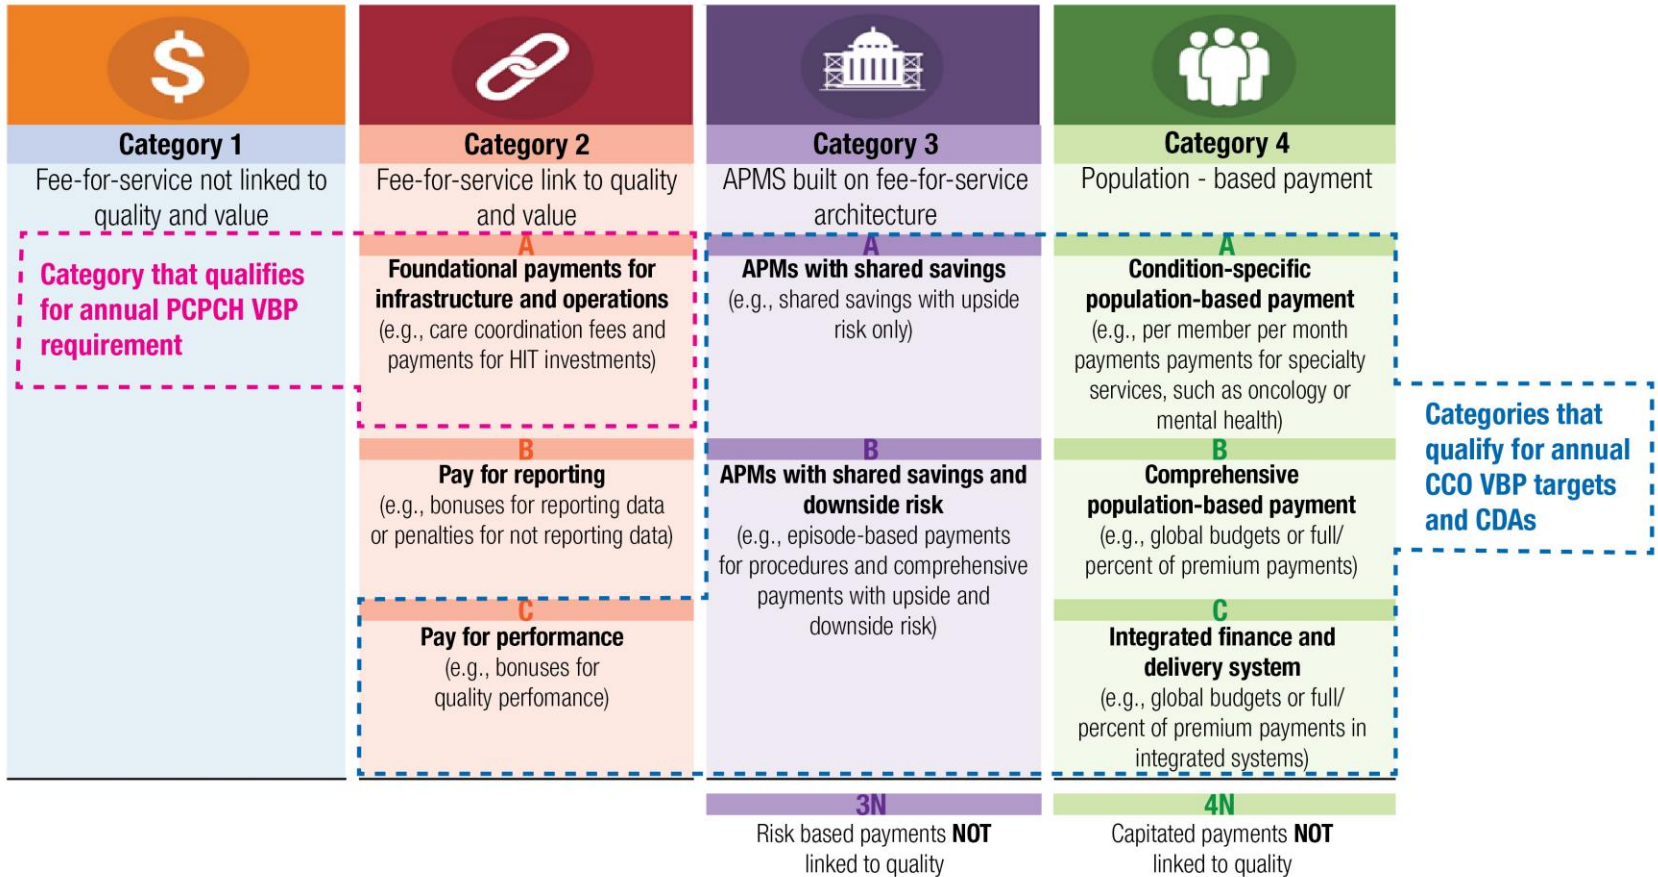 $
Category 1
Fee-for-service not linked to
quality and value
Category that qualifies
for annual PCPCH VBP
requirement
Category 2
Fee-for-service link to quality
and value
A
Foundational payments for
infrastructure and operations
(e.g., care coordination fees and
payments for HIT investments)
B
Pay for reporting
(e.g., bonuses for reporting data
or penalties for not reporting data)
C
Pay for performance
(e.g., bonuses for
quality perfomance)
Category 3
APMS built on fee-for-service
architecture
A
APMs with shared savings
(e.g., shared savings with upside
risk only)
B
APMs with shared savings and
downside risk
(e.g., episode-based payments
for procedures and comprehensive
payments with upside and
downside risk)
3N
Risk based payments NOT
linked to quality
Category 4
Population - based payment
A
Condition-specific
population-based payment
(e.g., per member per month
payments payments for specialty
services, such as oncology or
mental health)
B
Comprehensive
population-based payment
(e.g., global budgets or full/
percent of premium payments)
C
Integrated finance and
delivery system
(e.g., global budgets or full/
percent of premium payments in
integrated systems)
4N
Capitated payments NOT
linked to quality
Categories that
qualify for annual
CCO VBP targets
and CDAs